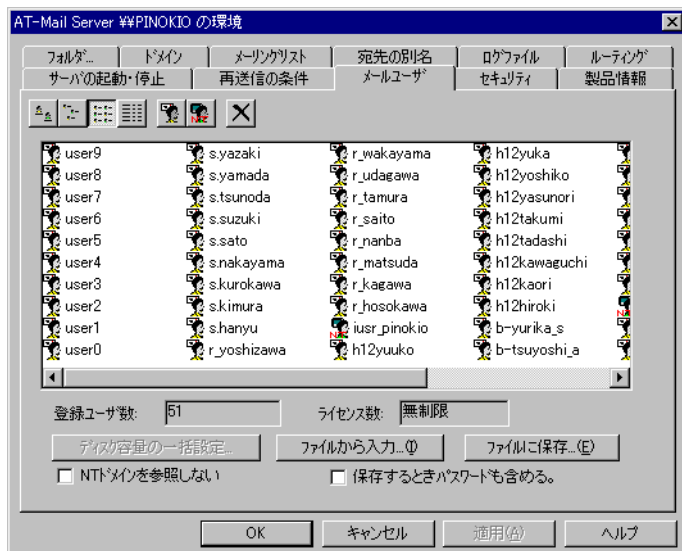 AT-Mail Server ¥¥PINOKIO の環境
フォルダ... ドメイン メーリングリスト 宛先の別名 ログファイル ルーティング
サーバの起動・停止 再送信の条件 メールユーザ セキュリティ 製品情報
user9 s.yazaki r_wakayama h12yuka
user8 s.yamada r_udagawa h12yoshiko
user7 s.tsunoda r_tamura h12yasunori
user6 s.suzuki r_saito h12takumi
user5 s.sato r_nanba h12tadashi
user4 s.nakayama r_matsuda h12kawaguchi
user3 s.kurokawa r_kagawa h12kaori
user2 s.kimura r_hosokawa h12hiroki
user1 s.hanyu iusr_pinokio b-yurika_s
user0 r_yoshizawa h12yuuko b-tsuyoshi_a
登録ユーザ数: 51 ライセンス数: 無制限
ディスク容量の一括設定... ファイルから入力...(I) ファイルに保存...(E)
NTドメインを参照しない 保存するときパスワードも含める。
OK キャンセル 適用(A) ヘルプ